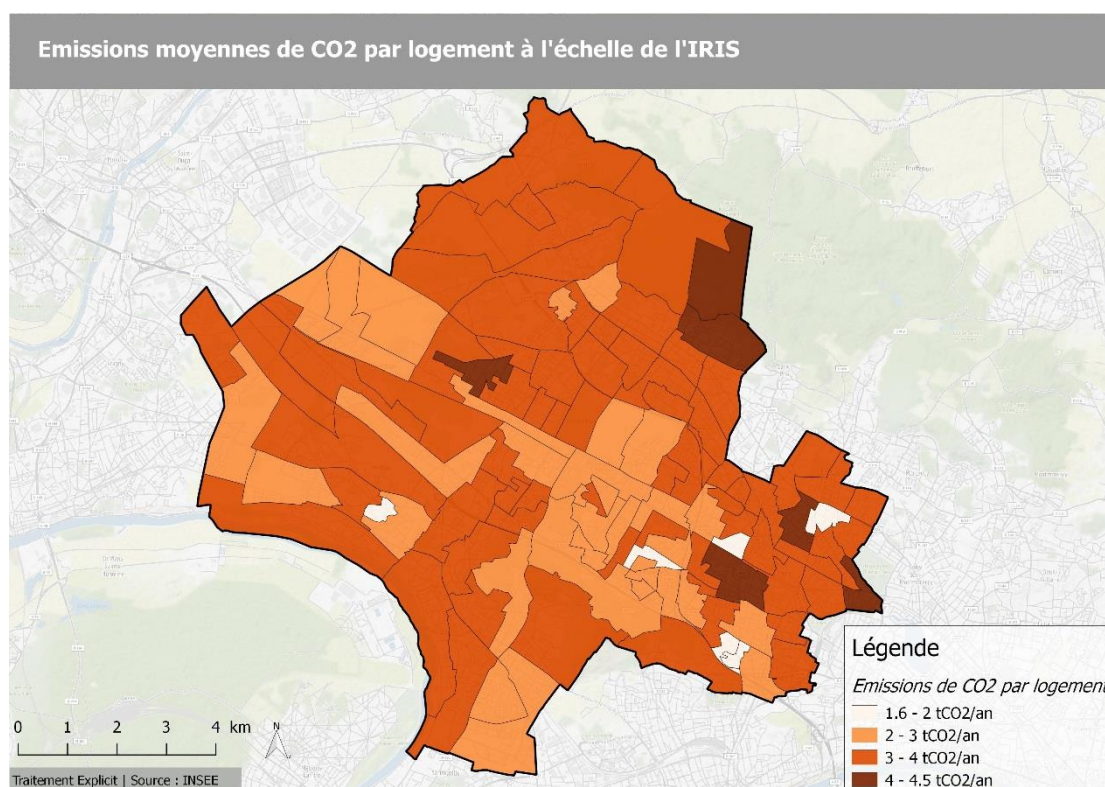 Emissions moyennes de CO2 par logement à l'échelle de l'IRIS
Légende
Emissions de CO2 par logement
1.6 - 2 tCO2/an
2 - 3 tCO2/an
3 - 4 tCO2/an
4 - 4.5 tCO2/an
0 1 2 3 4 km
N
Traitement Explicit | Source : INSEE